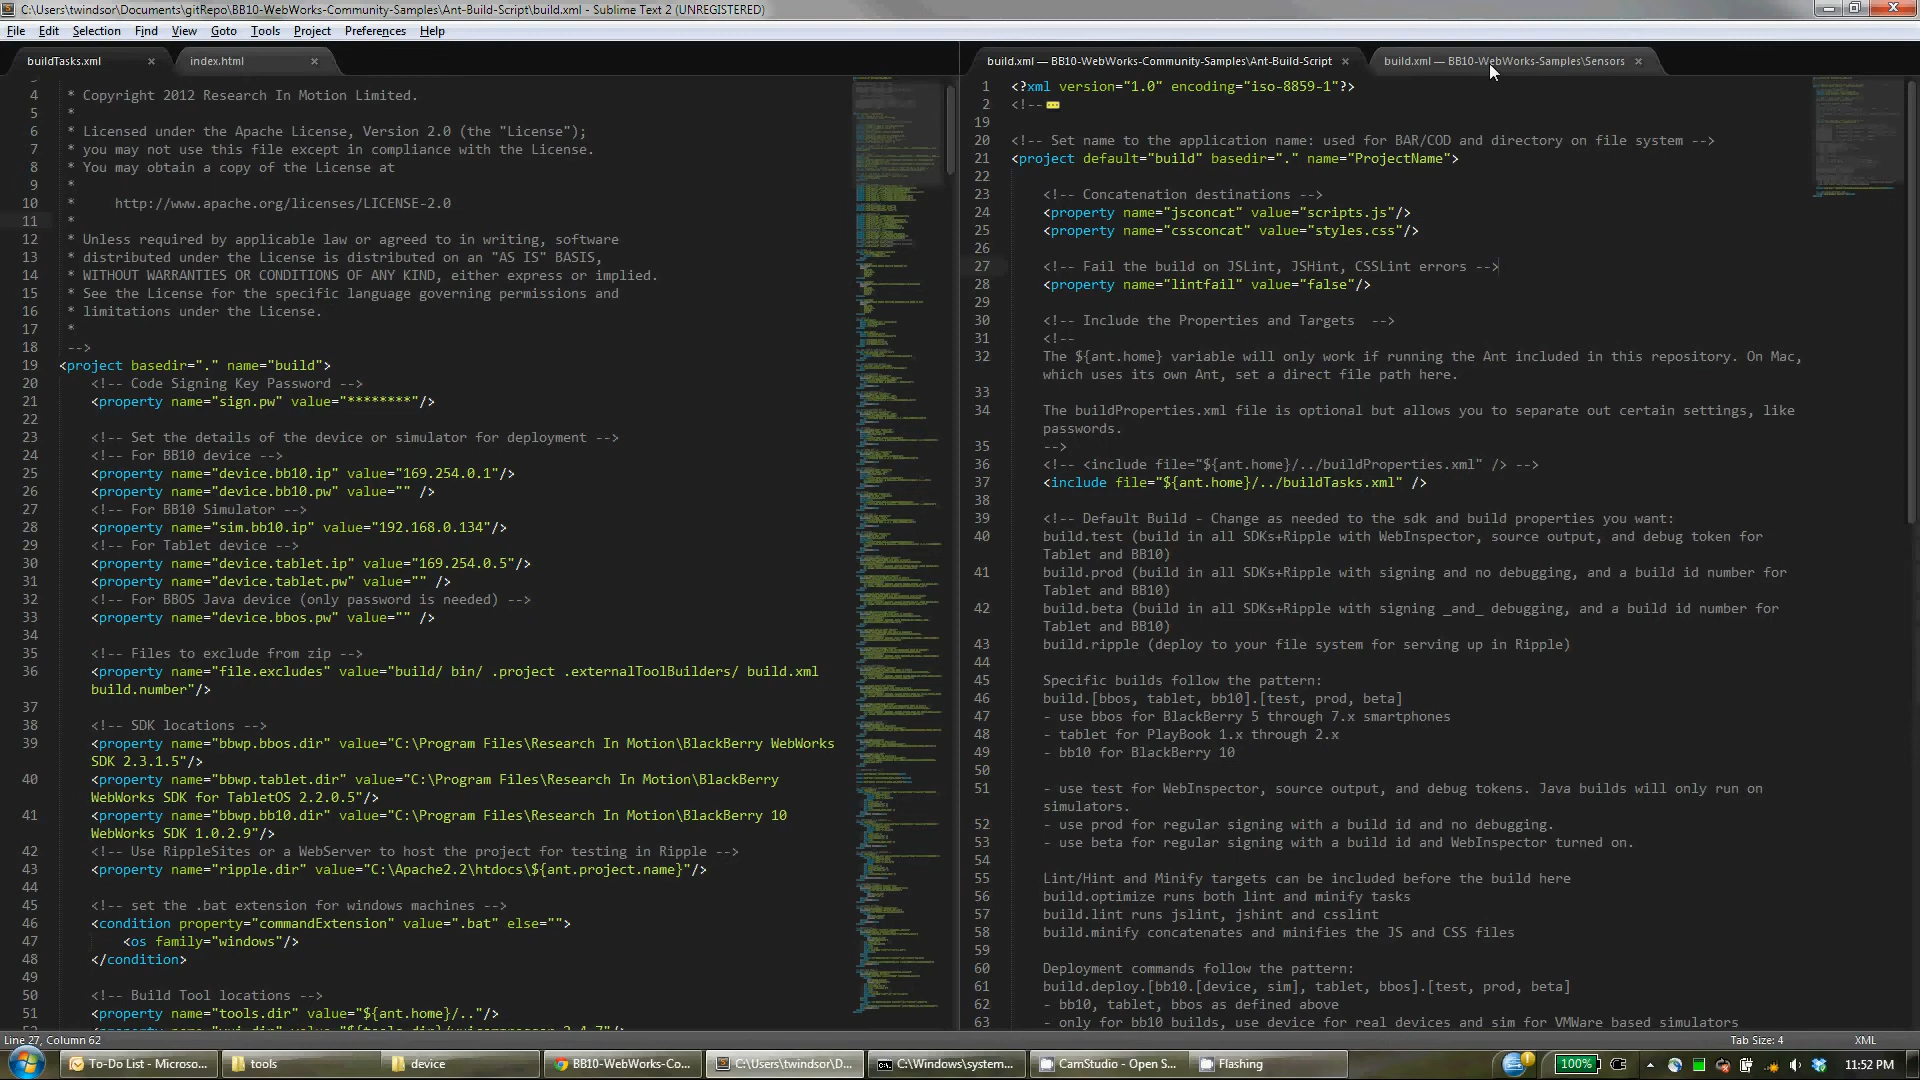 C:\Users\twindsor\Documents\gitRepo\BB10-WebWorks-Community-Samples\Ant-Build-Script\build.xml - Sublime Text 2 (UNREGISTERED)
File Edit Selection Find View Goto Tools Project Preferences Help
buildTasks.xml × index.html ×
4 * Copyright 2012 Research In Motion Limited.
5 *
6 * Licensed under the Apache License, Version 2.0 (the "License");
7 * you may not use this file except in compliance with the License.
8 * You may obtain a copy of the License at
9 *
10 * http://www.apache.org/licenses/LICENSE-2.0
11 *
12 * Unless required by applicable law or agreed to in writing, software
13 * distributed under the License is distributed on an "AS IS" BASIS,
14 * WITHOUT WARRANTIES OR CONDITIONS OF ANY KIND, either express or implied.
15 * See the License for the specific language governing permissions and
16 * limitations under the License.
17 *
18 -->
19 <project basedir="." name="build">
20 <!-- Code Signing Key Password -->
21 <property name="sign.pw" value="********"/>
22
23 <!-- Set the details of the device or simulator for deployment -->
24 <!-- For BB10 device -->
25 <property name="device.bb10.ip" value="169.254.0.1"/>
26 <property name="device.bb10.pw" value="" />
27 <!-- For BB10 Simulator -->
28 <property name="sim.bb10.ip" value="192.168.0.134"/>
29 <!-- For Tablet device -->
30 <property name="device.tablet.ip" value="169.254.0.5"/>
31 <property name="device.tablet.pw" value="" />
32 <!-- For BBOS Java device (only password is needed) -->
33 <property name="device.bbos.pw" value="" />
34
35 <!-- Files to exclude from zip -->
36 <property name="file.excludes" value="build/ bin/ .project .externalToolBuilders/ build.xml
build.number"/>
37
38 <!-- SDK locations -->
39 <property name="bbwp.bbos.dir" value="C:\Program Files\Research In Motion\BlackBerry WebWorks
SDK 2.3.1.5"/>
40 <property name="bbwp.tablet.dir" value="C:\Program Files\Research In Motion\BlackBerry
WebWorks SDK for TabletOS 2.2.0.5"/>
41 <property name="bbwp.bb10.dir" value="C:\Program Files\Research In Motion\BlackBerry 10
WebWorks SDK 1.0.2.9"/>
42 <!-- Use RippleSites or a WebServer to host the project for testing in Ripple -->
43 <property name="ripple.dir" value="C:\Apache2.2\htdocs\${ant.project.name}"/>
44
45 <!-- set the .bat extension for windows machines -->
46 <condition property="commandExtension" value=".bat" else="">
47 <os family="windows"/>
48 </condition>
49
50 <!-- Build Tool locations -->
51 <property name="tools.dir" value="${ant.home}/.."/>
build.xml — BB10-WebWorks-Community-Samples\Ant-Build-Script × build.xml — BB10-WebWorks-Samples\Sensors ×
1 <?xml version="1.0" encoding="iso-8859-1"?>
2 <!--
19
20 <!-- Set name to the application name: used for BAR/COD and directory on file system -->
21 <project default="build" basedir="." name="ProjectName">
22
23 <!-- Concatenation destinations -->
24 <property name="jsconcat" value="scripts.js"/>
25 <property name="cssconcat" value="styles.css"/>
26
27 <!-- Fail the build on JSLint, JSHint, CSSLint errors -->
28 <property name="lintfail" value="false"/>
29
30 <!-- Include the Properties and Targets -->
31 <!--
32 The ${ant.home} variable will only work if running the Ant included in this repository. On Mac,
which uses its own Ant, set a direct file path here.
33
34 The buildProperties.xml file is optional but allows you to separate out certain settings, like
passwords.
35 -->
36 <!-- <include file="${ant.home}/../buildProperties.xml" /> -->
37 <include file="${ant.home}/../buildTasks.xml" />
38
39 <!-- Default Build - Change as needed to the sdk and build properties you want:
40 build.test (build in all SDKs+Ripple with WebInspector, source output, and debug token for
Tablet and BB10)
41 build.prod (build in all SDKs+Ripple with signing and no debugging, and a build id number for
Tablet and BB10)
42 build.beta (build in all SDKs+Ripple with signing _and_ debugging, and a build id number for
Tablet and BB10)
43 build.ripple (deploy to your file system for serving up in Ripple)
44
45 Specific builds follow the pattern:
46 build.[bbos, tablet, bb10].[test, prod, beta]
47 - use bbos for BlackBerry 5 through 7.x smartphones
48 - tablet for PlayBook 1.x through 2.x
49 - bb10 for BlackBerry 10
50
51 - use test for WebInspector, source output, and debug tokens. Java builds will only run on
simulators.
52 - use prod for regular signing with a build id and no debugging.
53 - use beta for regular signing with a build id and WebInspector turned on.
54
55 Lint/Hint and Minify targets can be included before the build here
56 build.optimize runs both lint and minify tasks
57 build.lint runs jslint, jshint and csslint
58 build.minify concatenates and minifies the JS and CSS files
59
60 Deployment commands follow the pattern:
61 build.deploy.[bb10.[device, sim], tablet, bbos].[test, prod, beta]
62 - bb10, tablet, bbos as defined above
63 - only for bb10 builds, use device for real devices and sim for VMWare based simulators
Line 27, Column 62 Tab Size: 4 XML
To-Do List - Microso... tools device BB10-WebWorks-Co... C:\Users\twindsor\D... C:\Windows\system... CamStudio - Open S... Flashing 100% 11:52 PM